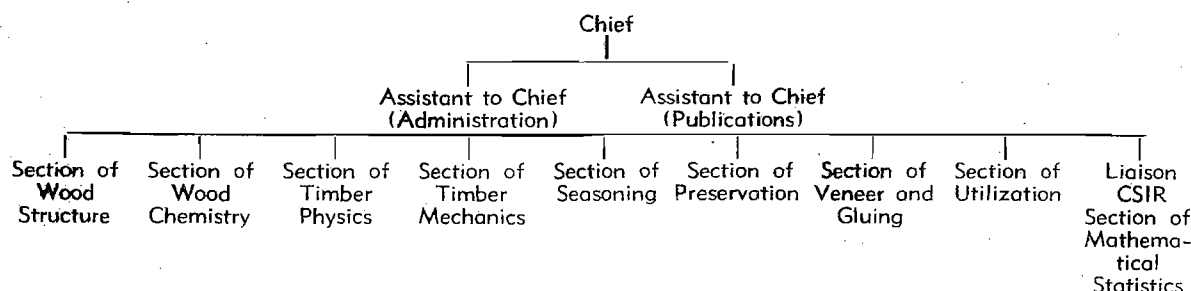 Chief
Assistant to Chief
(Administration)
Assistant to Chief
(Publications)
Section of
Wood
Structure
Section of
Wood
Chemistry
Section of
Timber
Physics
Section of
Timber
Mechanics
Section of
Seasoning
Section of
Preservation
Section of
Veneer and
Gluing
Section of
Utilization
Liaison
CSIR
Section of
Mathema-
tical
Statistics